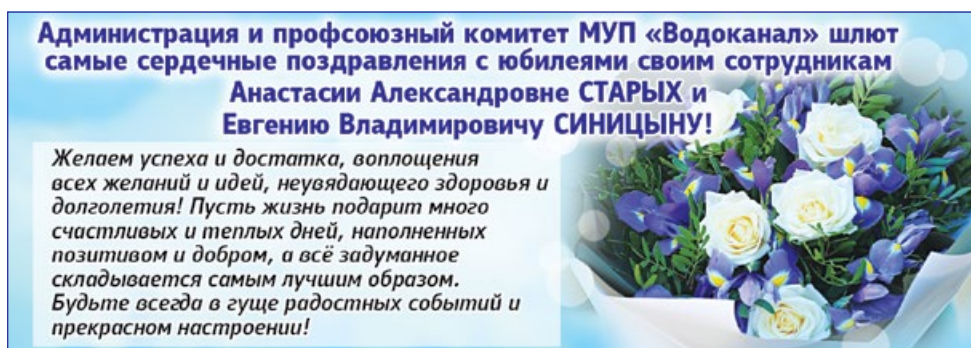 Администрация и профсоюзный комитет МУП «Водоканал» шлют
самые сердечные поздравления с юбилеями своим сотрудникам
Анастасии Александровне СТАРЫХ и
Евгению Владимировичу СИНИЦЫНУ!
Желаем успеха и достатка, воплощения
всех желаний и идей, неувядающего здоровья и
долголетия! Пусть жизнь подарит много
счастливых и теплых дней, наполненных
позитивом и добром, а всё задуманное
складывается самым лучшим образом.
Будьте всегда в гуще радостных событий и
прекрасном настроении!